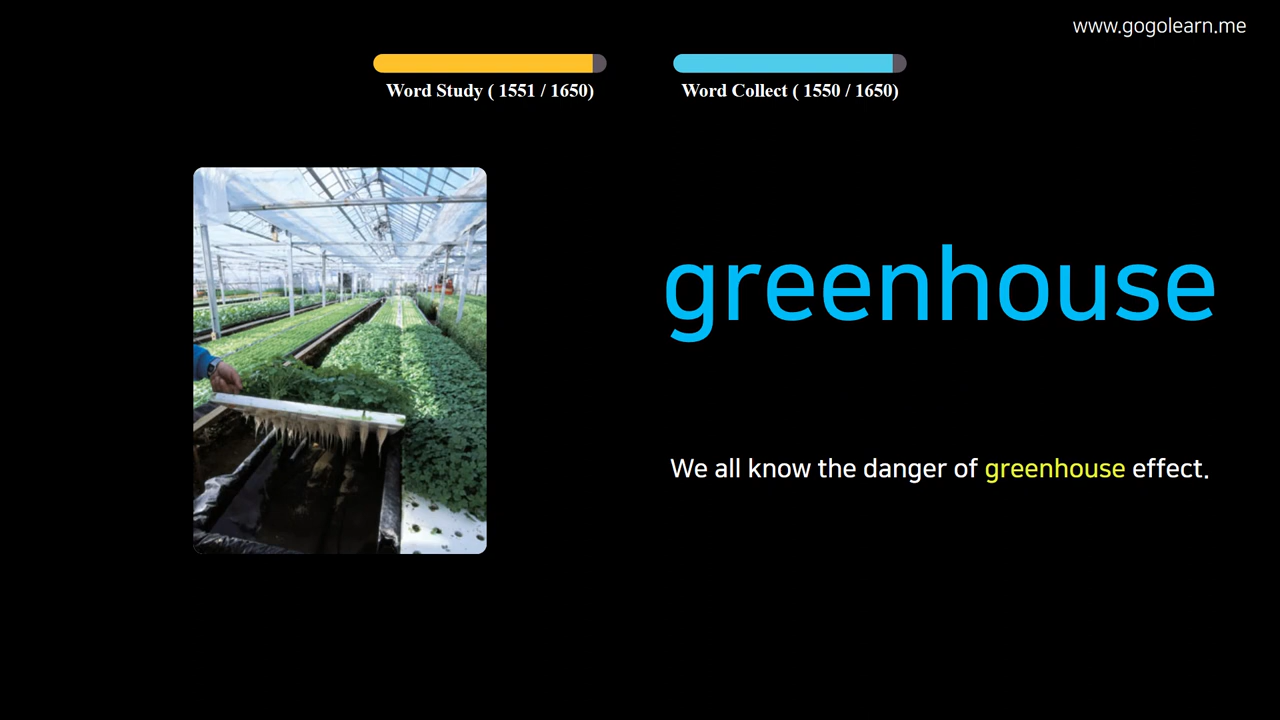 www.gogolearn.me
Word Study ( 1551 / 1650)
Word Collect ( 1550 / 1650)
greenhouse
We all know the danger of greenhouse effect.